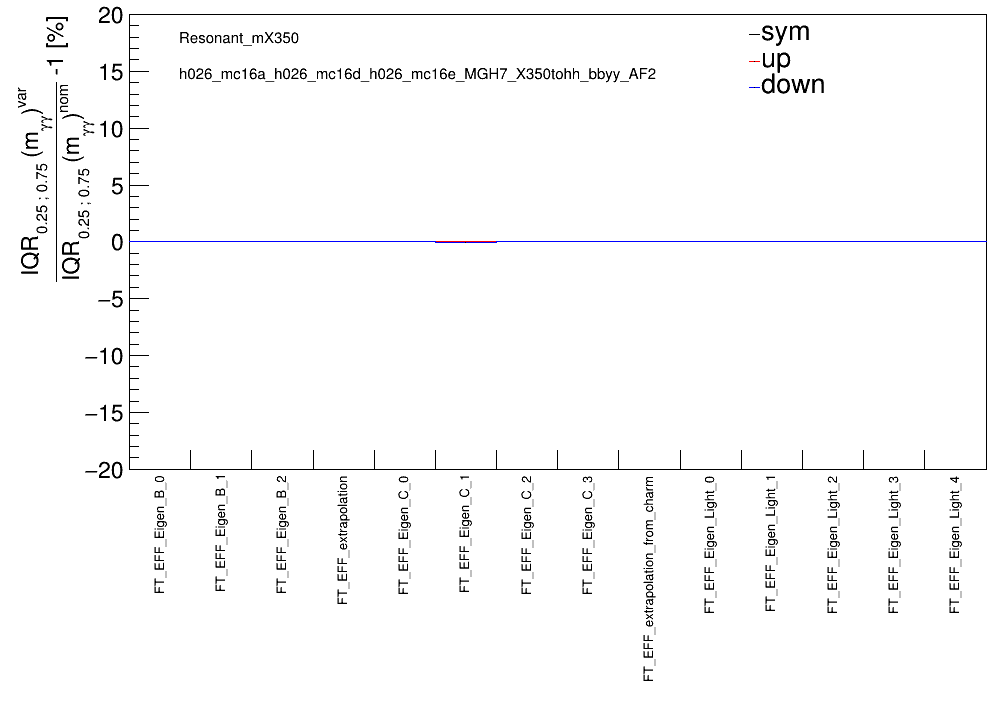 IQR0.25 ; 0.75 (mγγ)var
IQR0.25 ; 0.75 (mγγ)nom -1 [%]
20
15
10
5
0
−5
−10
−15
−20
Resonant_mX350
h026_mc16a_h026_mc16d_h026_mc16e_MGH7_X350tohh_bbyy_AF2
−sym
−up
−down
FT_EFF_Eigen_B_0
FT_EFF_Eigen_B_1
FT_EFF_Eigen_B_2
FT_EFF_extrapolation
FT_EFF_Eigen_C_0
FT_EFF_Eigen_C_1
FT_EFF_Eigen_C_2
FT_EFF_Eigen_C_3
FT_EFF_extrapolation_from_charm
FT_EFF_Eigen_Light_0
FT_EFF_Eigen_Light_1
FT_EFF_Eigen_Light_2
FT_EFF_Eigen_Light_3
FT_EFF_Eigen_Light_4